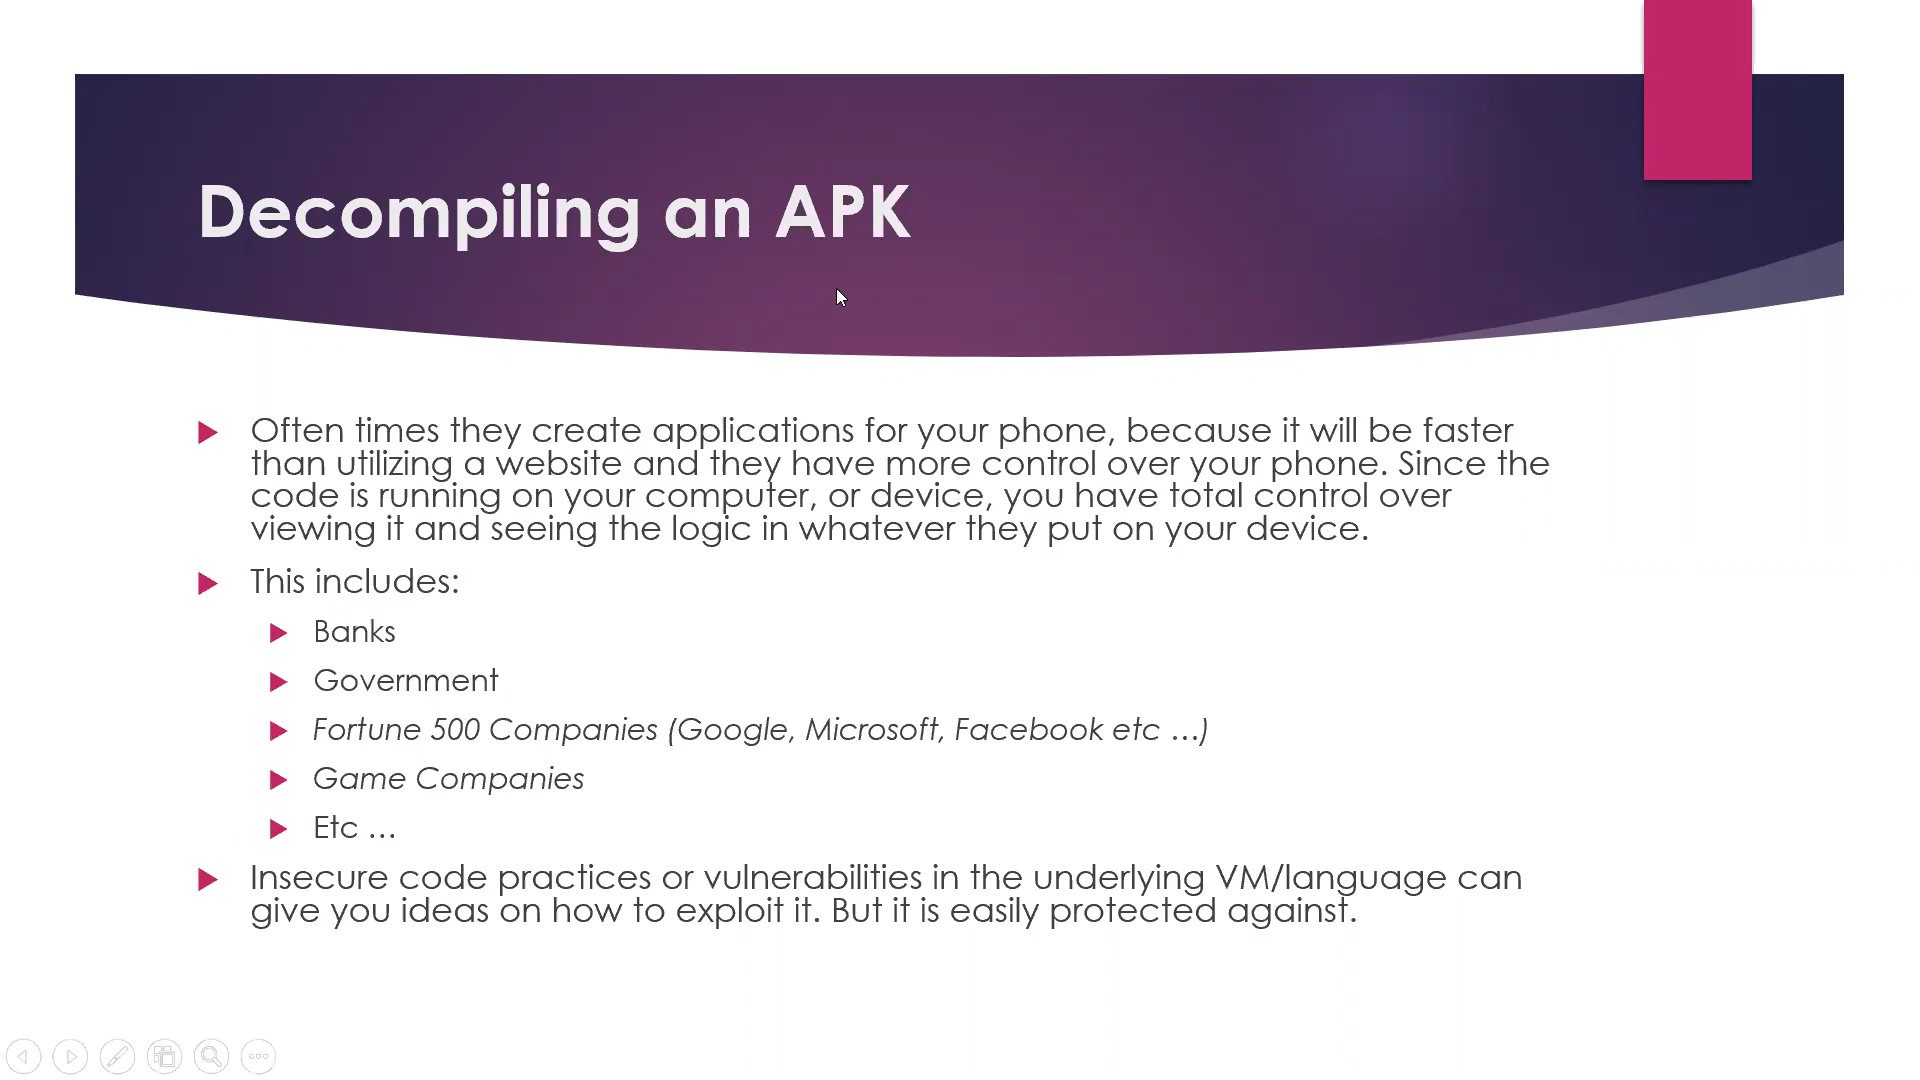 Decompiling an APK
Often times they create applications for your phone, because it will be faster
than utilizing a website and they have more control over your phone. Since the
code is running on your computer, or device, you have total control over
viewing it and seeing the logic in whatever they put on your device.
This includes:
Banks
Government
Fortune 500 Companies (Google, Microsoft, Facebook etc …)
Game Companies
Etc …
Insecure code practices or vulnerabilities in the underlying VM/language can
give you ideas on how to exploit it. But it is easily protected against.